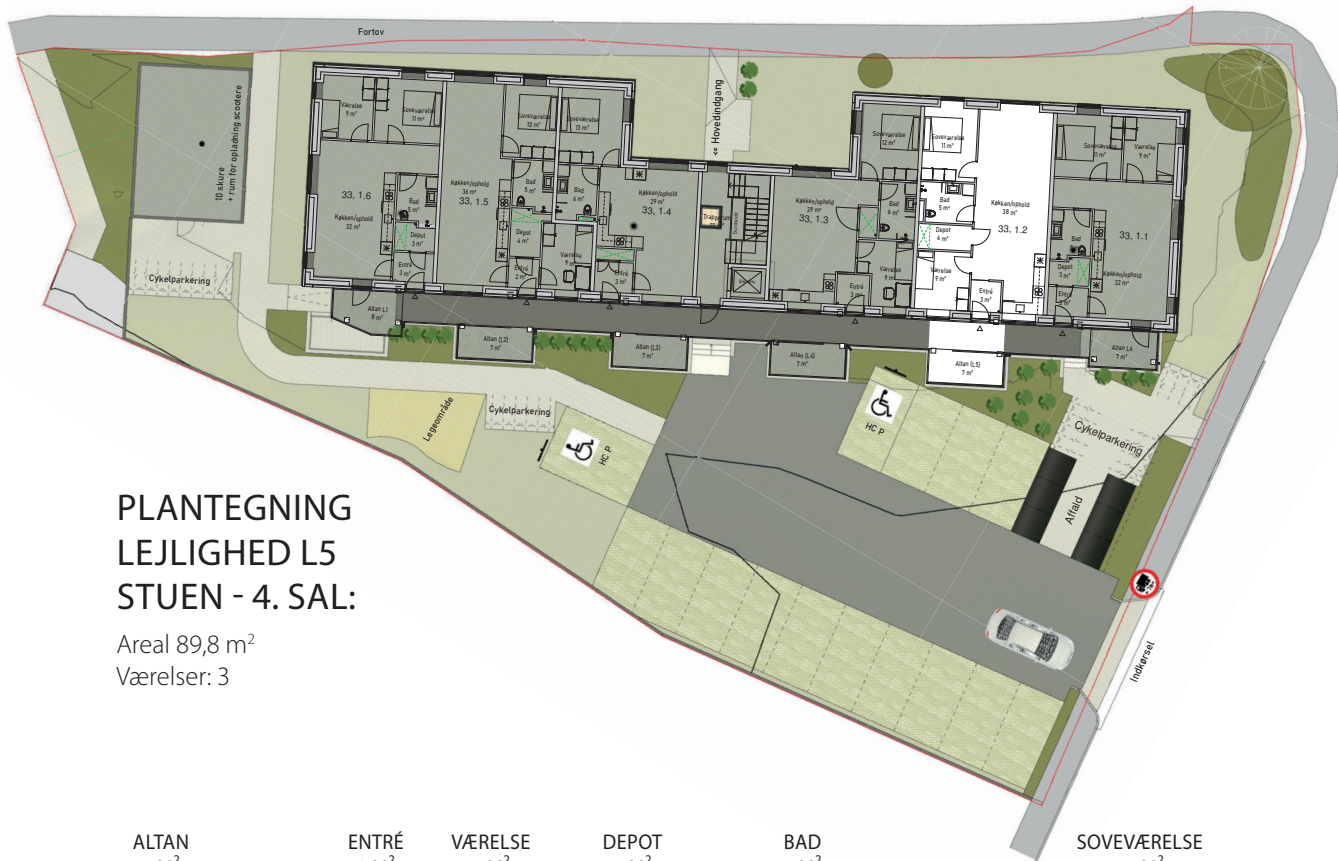 Fortov
<= Hovedindgang
10 skure
+ rum for opladning scootere
Cykelparkering
Værelse
9 m²
Soveværelse
11 m²
33, 1.6
Køkken/ophold
32 m²
Bad
5 m²
Depot
3 m²
Entré
3 m²
Altan L1
8 m²
Køkken/ophold
36 m²
33, 1.5
Soveværelse
10 m²
Bad
5 m²
Depot
4 m²
Entré
2 m²
Altan (L2)
7 m²
Soveværelse
13 m²
Bad
6 m²
Køkken/ophold
29 m²
33, 1.4
Værelse
9 m²
Entré
3 m²
Altan (L3)
7 m²
Trapperum
Køkken/ophold
29 m²
33, 1.3
Soveværelse
12 m²
Bad
6 m²
Værelse
9 m²
Entré
3 m²
Altan (L4)
7 m²
Soveværelse
11 m²
Bad
5 m²
Køkken/ophold
38 m²
33, 1.2
Depot
4 m²
Værelse
9 m²
Entré
3 m²
Altan (L5)
7 m²
Soveværelse
11 m²
Værelse
9 m²
33, 1.1
Bad
Depot
3 m²
Køkken/ophold
32 m²
Altan L6
7 m²
Legeområde
Cykelparkering
HC P
HC P
Cykelparkering
Affald
Indkørsel
PLANTEGNING
LEJLIGHED L5
STUEN - 4. SAL:
Areal 89,8 m²
Værelser: 3
ALTAN
ENTRÉ
VÆRELSE
DEPOT
BAD
SOVEVÆRELSE